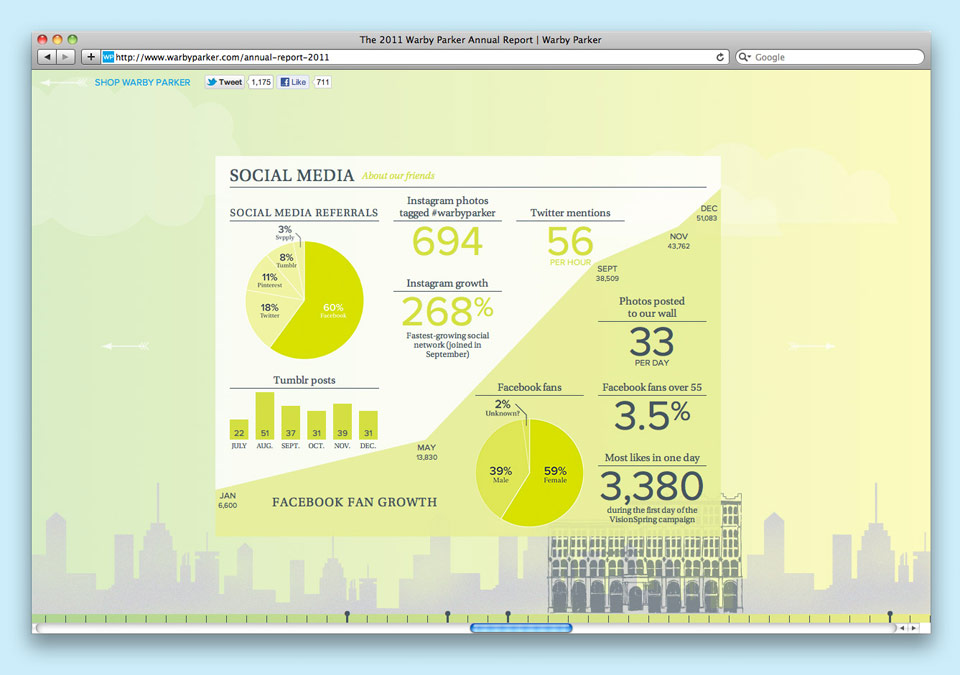 The 2011 Warby Parker Annual Report | Warby Parker
WP http://www.warbyparker.com/annual-report-2011
Google
SHOP WARBY PARKER
Tweet 1,175
Like 711
SOCIAL MEDIA About our friends
SOCIAL MEDIA REFERRALS
3%
Svpply
8%
Tumblr
11%
Pinterest
18%
Twitter
60%
Facebook
Instagram photos
tagged #warbyparker
694
Twitter mentions
56
PER HOUR
Instagram growth
268%
Fastest-growing social
network (joined in
September)
Tumblr posts
22 51 37 31 39 31
JULY AUG. SEPT. OCT. NOV. DEC.
DEC
51,083
NOV
43,762
SEPT
38,509
MAY
13,830
JAN
6,600
FACEBOOK FAN GROWTH
Photos posted
to our wall
33
PER DAY
Facebook fans
2%
Unknown?
39%
Male
59%
Female
Facebook fans over 55
3.5%
Most likes in one day
3,380
during the first day of the
VisionSpring campaign